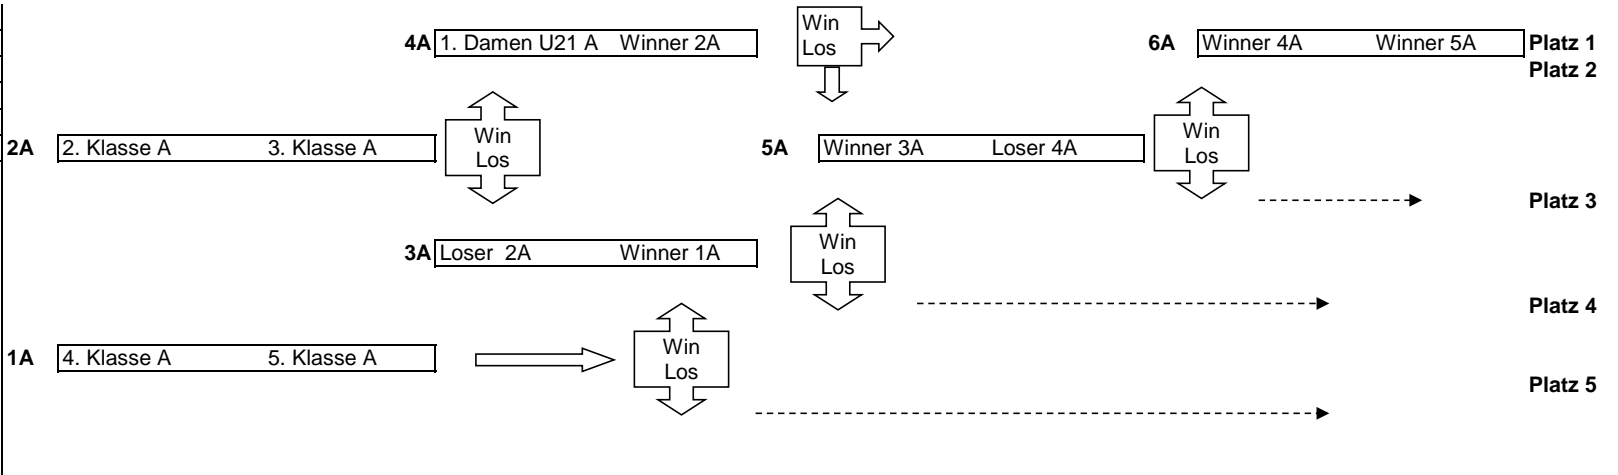 4A 1. Damen U21 A Winner 2A Win Los 6A Winner 4A Winner 5A Platz 1
Platz 2
2A 2. Klasse A 3. Klasse A Win Los 5A Winner 3A Loser 4A Win Los
Platz 3
3A Loser 2A Winner 1A Win Los
Platz 4
1A 4. Klasse A 5. Klasse A Win Los
Platz 5